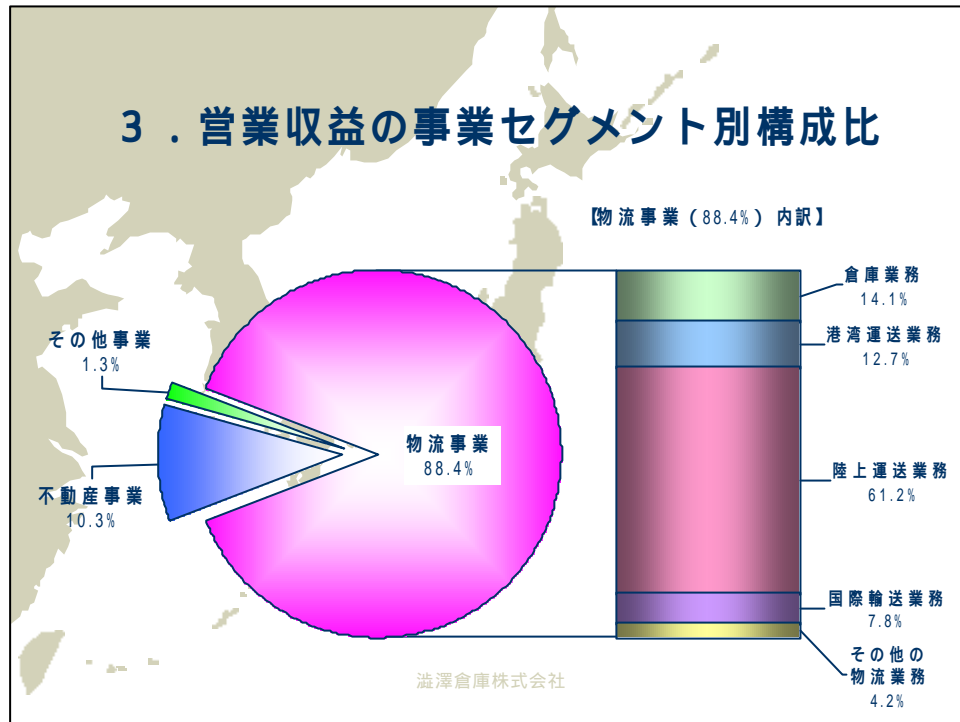 3．営業収益の事業セグメント別構成比
【物流事業(88.4%) 内訳】
その他事業
1.3%
不動産事業
10.3%
物流事業
88.4%
倉庫業務
14.1%
港湾運送業務
12.7%
陸上運送業務
61.2%
国際輸送業務
7.8%
その他の
物流業務
4.2%
澁澤倉庫株式会社